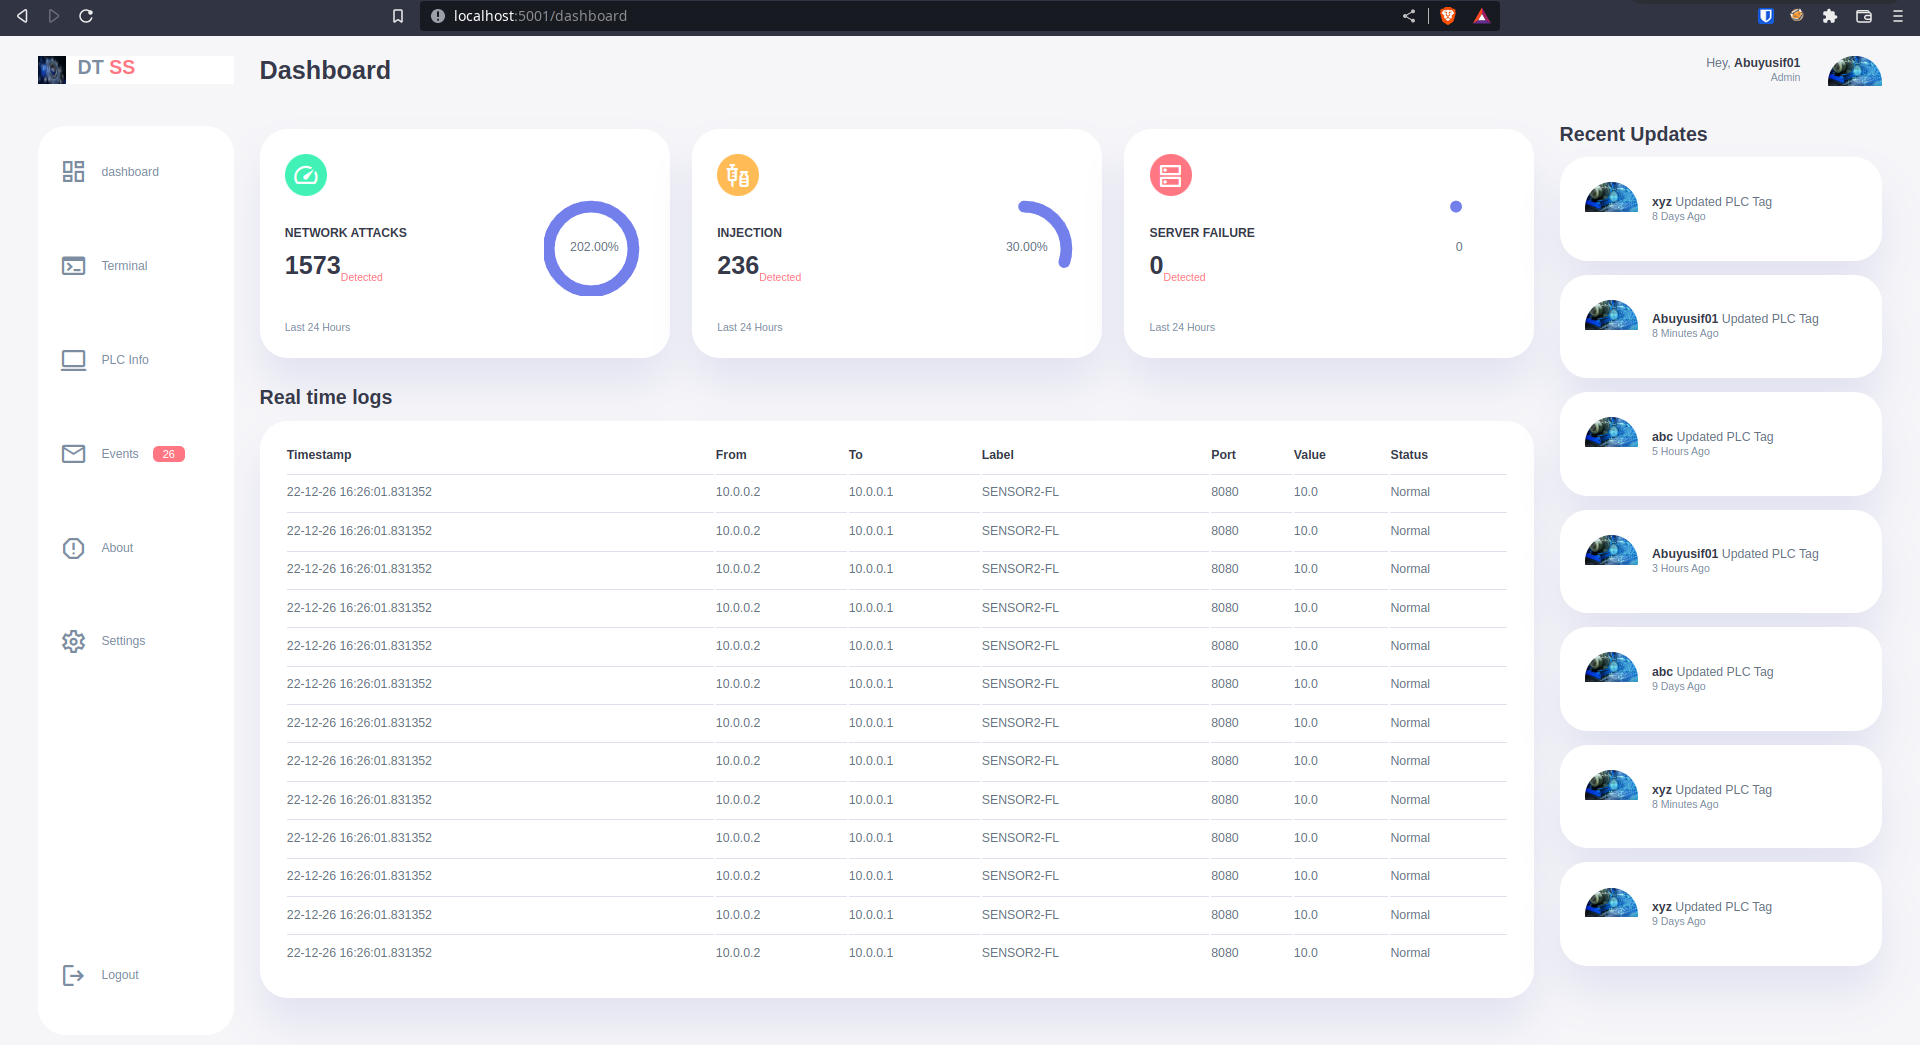 localhost:5001/dashboard
DT SS
Dashboard
Hey, Abuyusif01
Admin
dashboard
Terminal
PLC Info
Events 26
About
Settings
Logout
NETWORK ATTACKS
1573 Detected
202.00%
Last 24 Hours
INJECTION
236 Detected
30.00%
Last 24 Hours
SERVER FAILURE
0 Detected
0
Last 24 Hours
Real time logs
Timestamp From To Label Port Value Status
22-12-26 16:26:01.831352 10.0.0.2 10.0.0.1 SENSOR2-FL 8080 10.0 Normal
22-12-26 16:26:01.831352 10.0.0.2 10.0.0.1 SENSOR2-FL 8080 10.0 Normal
22-12-26 16:26:01.831352 10.0.0.2 10.0.0.1 SENSOR2-FL 8080 10.0 Normal
22-12-26 16:26:01.831352 10.0.0.2 10.0.0.1 SENSOR2-FL 8080 10.0 Normal
22-12-26 16:26:01.831352 10.0.0.2 10.0.0.1 SENSOR2-FL 8080 10.0 Normal
22-12-26 16:26:01.831352 10.0.0.2 10.0.0.1 SENSOR2-FL 8080 10.0 Normal
22-12-26 16:26:01.831352 10.0.0.2 10.0.0.1 SENSOR2-FL 8080 10.0 Normal
22-12-26 16:26:01.831352 10.0.0.2 10.0.0.1 SENSOR2-FL 8080 10.0 Normal
22-12-26 16:26:01.831352 10.0.0.2 10.0.0.1 SENSOR2-FL 8080 10.0 Normal
22-12-26 16:26:01.831352 10.0.0.2 10.0.0.1 SENSOR2-FL 8080 10.0 Normal
22-12-26 16:26:01.831352 10.0.0.2 10.0.0.1 SENSOR2-FL 8080 10.0 Normal
22-12-26 16:26:01.831352 10.0.0.2 10.0.0.1 SENSOR2-FL 8080 10.0 Normal
22-12-26 16:26:01.831352 10.0.0.2 10.0.0.1 SENSOR2-FL 8080 10.0 Normal
Recent Updates
xyz Updated PLC Tag
8 Days Ago
Abuyusif01 Updated PLC Tag
8 Minutes Ago
abc Updated PLC Tag
5 Hours Ago
Abuyusif01 Updated PLC Tag
3 Hours Ago
abc Updated PLC Tag
9 Days Ago
xyz Updated PLC Tag
8 Minutes Ago
xyz Updated PLC Tag
9 Days Ago